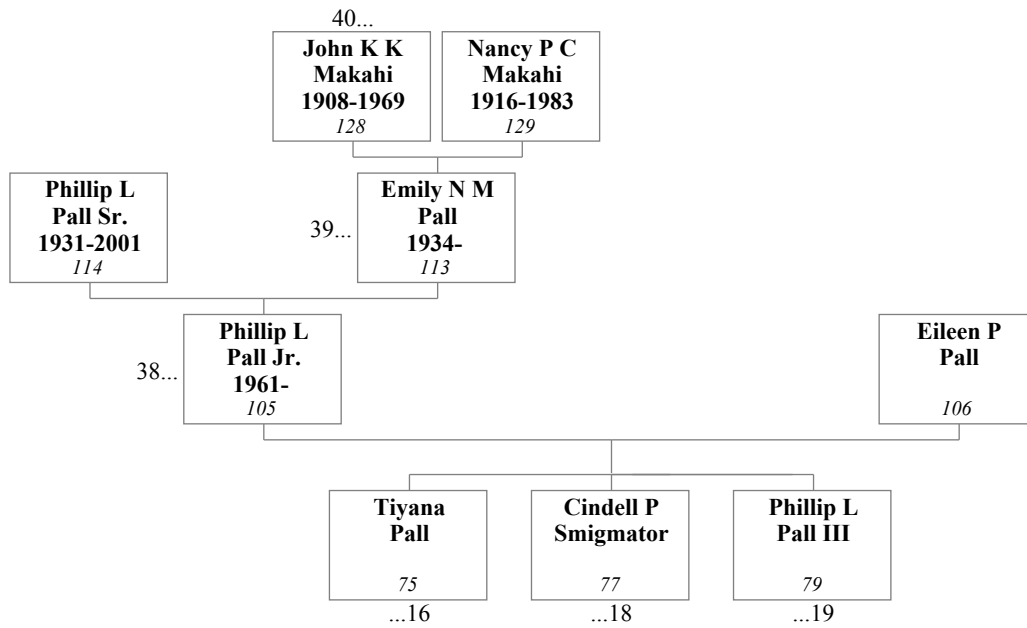 40...
John K K
Makahi
1908-1969
128
Nancy P C
Makahi
1916-1983
129
Phillip L
Pall Sr.
1931-2001
114
39...
Emily N M
Pall
1934-
113
38...
Phillip L
Pall Jr.
1961-
105
Eileen P
Pall
106
Tiyana
Pall
75
...16
Cindell P
Smigmator
77
...18
Phillip L
Pall III
79
...19